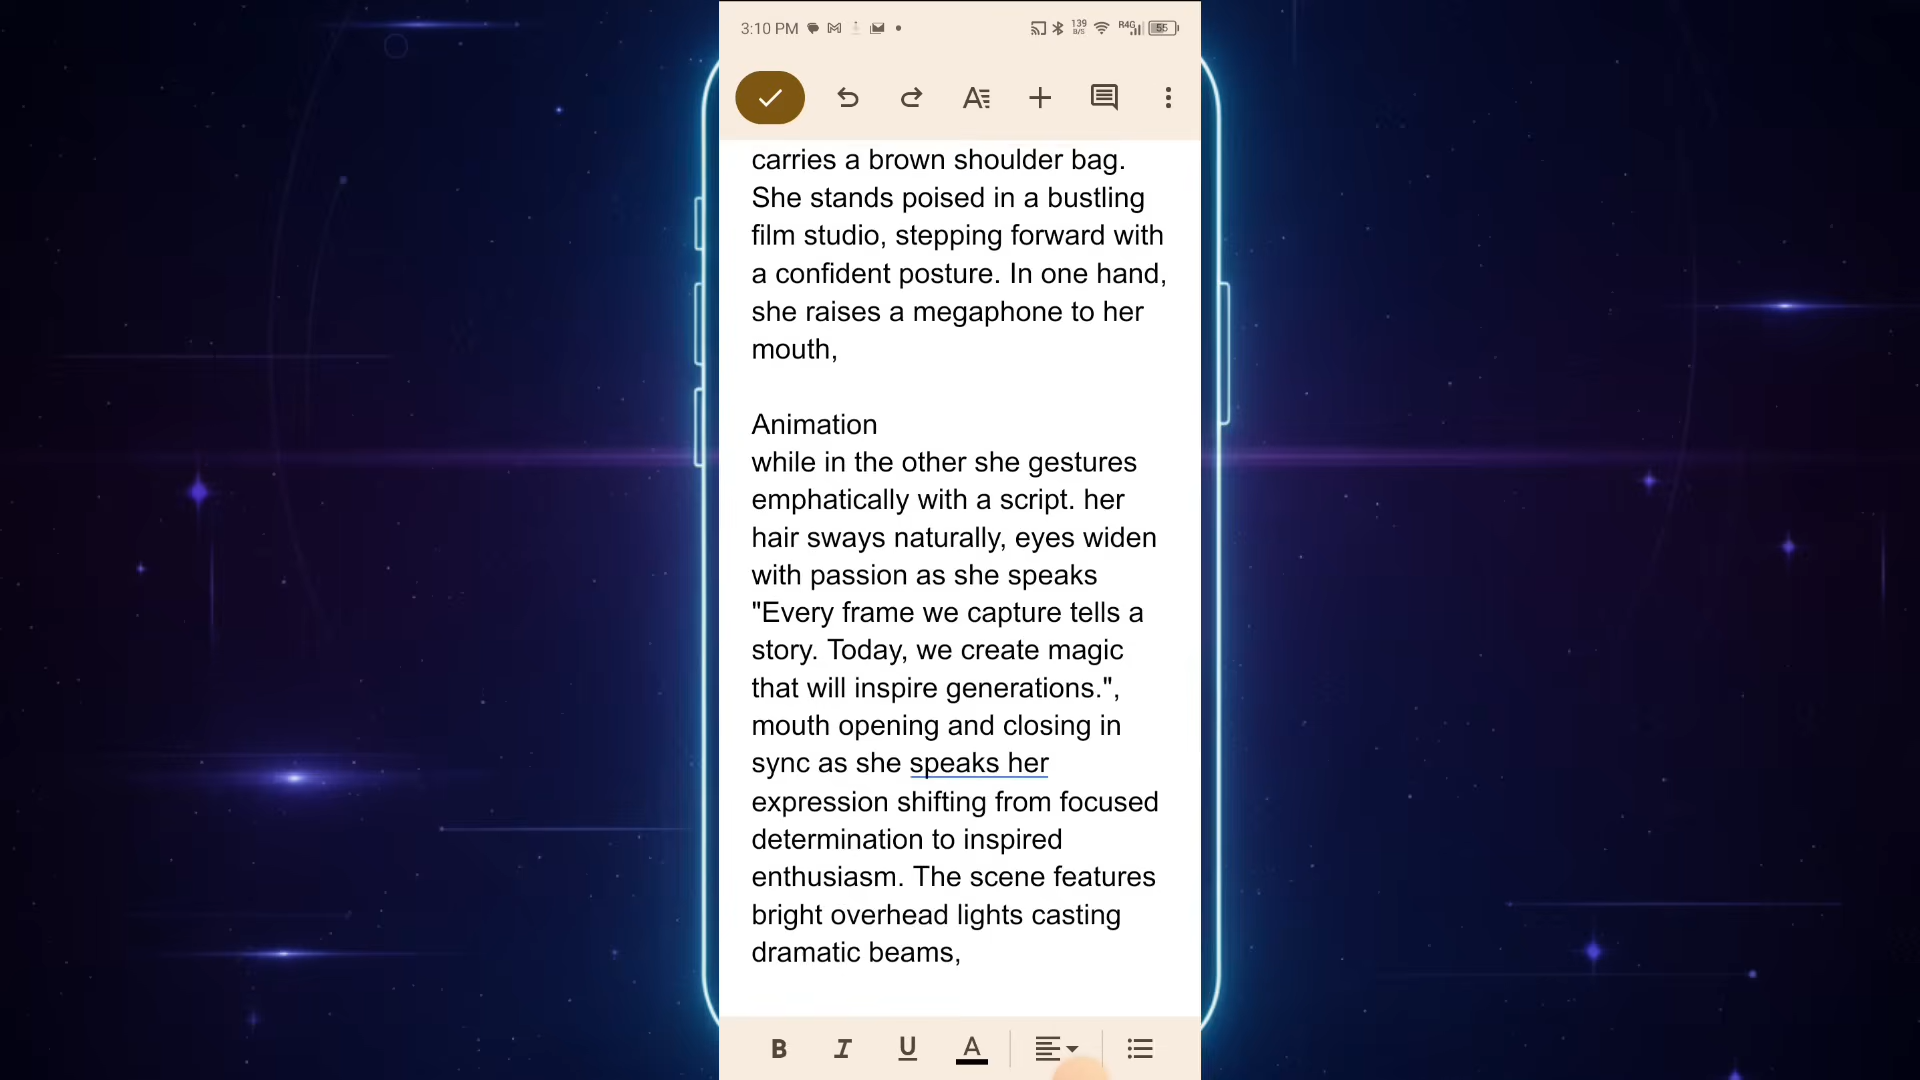 3:10 PM
139
B/S
R4G
55
carries a brown shoulder bag.
She stands poised in a bustling
film studio, stepping forward with
a confident posture. In one hand,
she raises a megaphone to her
mouth,
Animation
while in the other she gestures
emphatically with a script. her
hair sways naturally, eyes widen
with passion as she speaks
"Every frame we capture tells a
story. Today, we create magic
that will inspire generations.",
mouth opening and closing in
sync as she speaks her
expression shifting from focused
determination to inspired
enthusiasm. The scene features
bright overhead lights casting
dramatic beams,
B I U A